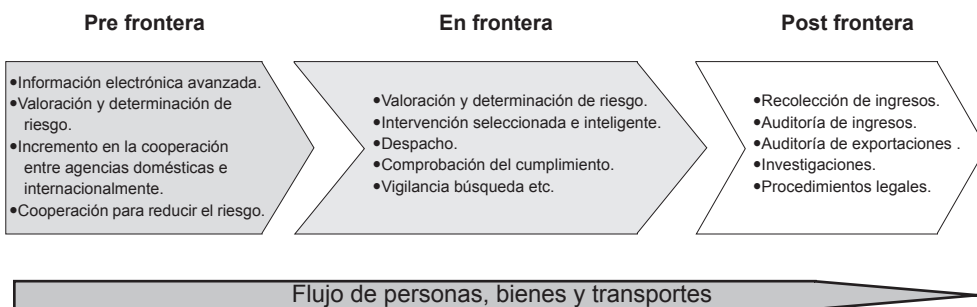 Pre frontera
En frontera
Post frontera
•Información electrónica avanzada.
•Valoración y determinación de
riesgo.
•Incremento en la cooperación
entre agencias domésticas e
internacionalmente.
•Cooperación para reducir el riesgo.
•Valoración y determinación de riesgo.
•Intervención seleccionada e inteligente.
•Despacho.
•Comprobación del cumplimiento.
•Vigilancia búsqueda etc.
•Recolección de ingresos.
•Auditoría de ingresos.
•Auditoría de exportaciones .
•Investigaciones.
•Procedimientos legales.
Flujo de personas, bienes y transportes